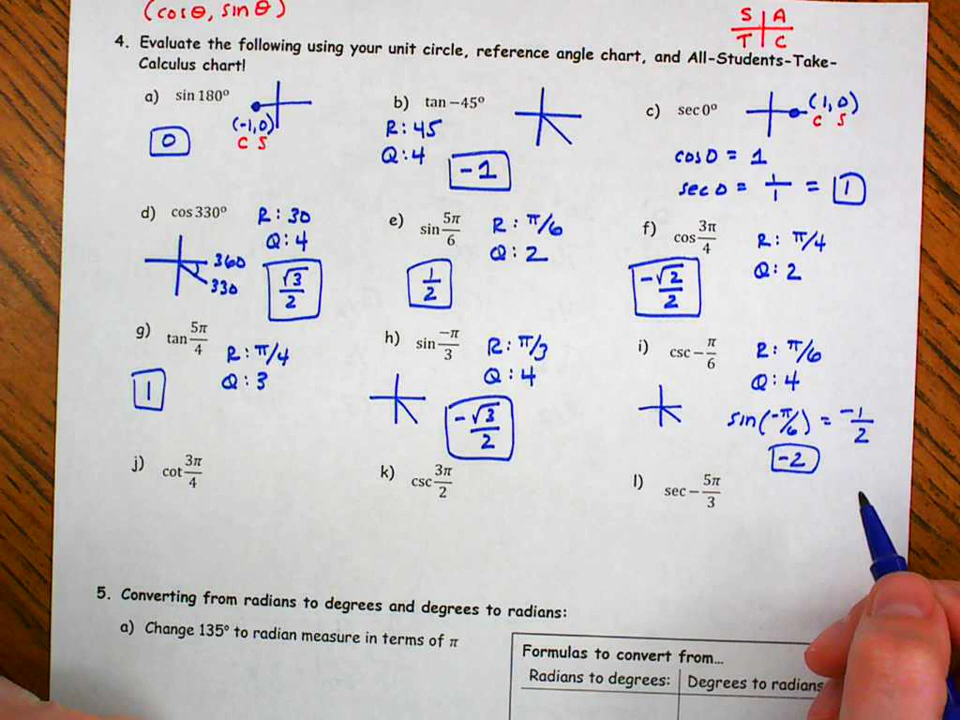 (cosθ, sinθ)
S A
T C
4. Evaluate the following using your unit circle, reference angle chart, and All-Students-Take-
Calculus chart!
a) sin 180°
(-1,0)
C S
0
b) tan −45°
R: 45
Q: 4
-1
c) sec 0°
(1,0)
C S
cos 0 = 1
sec 0 = 1/1 = 1
d) cos 330°
R: 30
Q: 4
360
330
√3/2
e) sin 5π/6
R: π/6
Q: 2
1/2
f) cos 3π/4
R: π/4
Q: 2
-√2/2
g) tan 5π/4
R: π/4
Q: 3
1
h) sin −π/3
R: π/3
Q: 4
-√3/2
i) csc − π/6
R: π/6
Q: 4
sin(-π/6) = -1/2
-2
j) cot 3π/4
k) csc 3π/2
l) sec − 5π/3
5. Converting from radians to degrees and degrees to radians:
a) Change 135° to radian measure in terms of π
Formulas to convert from...
Radians to degrees:
Degrees to radians